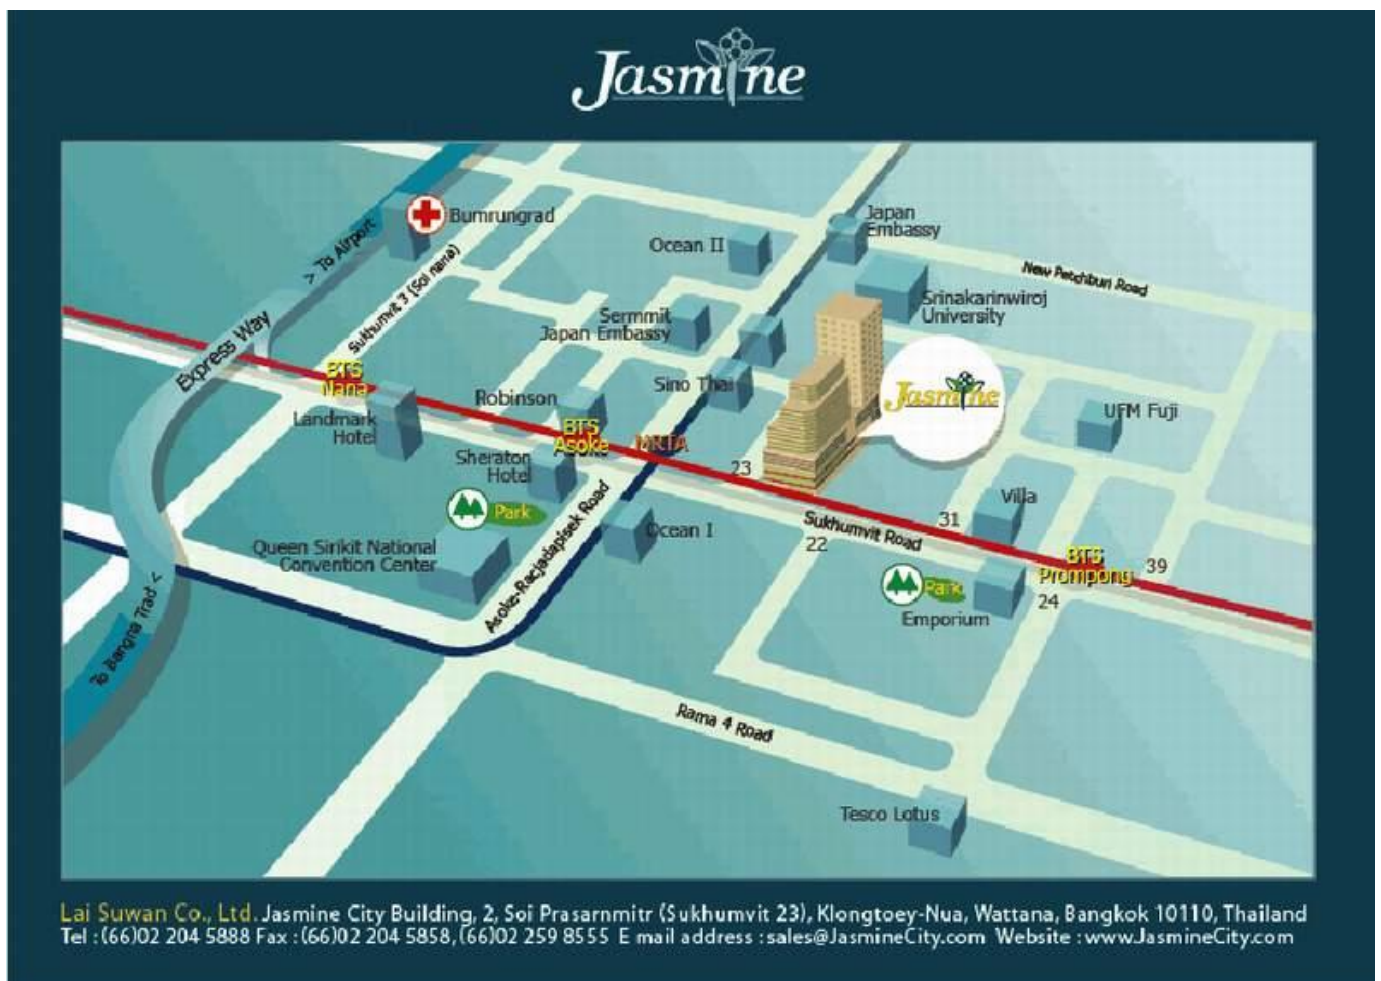 Jasmine
Bumrungrad
Japan
Embassy
Ocean II
> To Airport
Sukhumvit 3 (Soi nana)
New Petchburi Road
Srinakarinwiroj
University
Sermmit
Japan Embassy
Express Way
BTS
Nana
Sino Thai
Jasmine
Robinson
UFM Fuji
Landmark
Hotel
BTS
Asoke
MRTA
Sheraton
Hotel
23
Park
Villa
31
Sukhumvit Road
22
Ocean I
Asoke-Racjadapisek Road
Queen Sirikit National
Convention Center
BTS
Prompong
39
Park
24
Emporium
To Bangna Trad <
Rama 4 Road
Tesco Lotus
Lai Suwan Co., Ltd. Jasmine City Building, 2, Soi Prasarnmitr (Sukhumvit 23), Klongtoey-Nua, Wattana, Bangkok 10110, Thailand
Tel :(66)02 204 5888 Fax :(66)02 204 5858, (66)02 259 8555 E mail address :sales@JasmineCity.com Website :www.JasmineCity.com